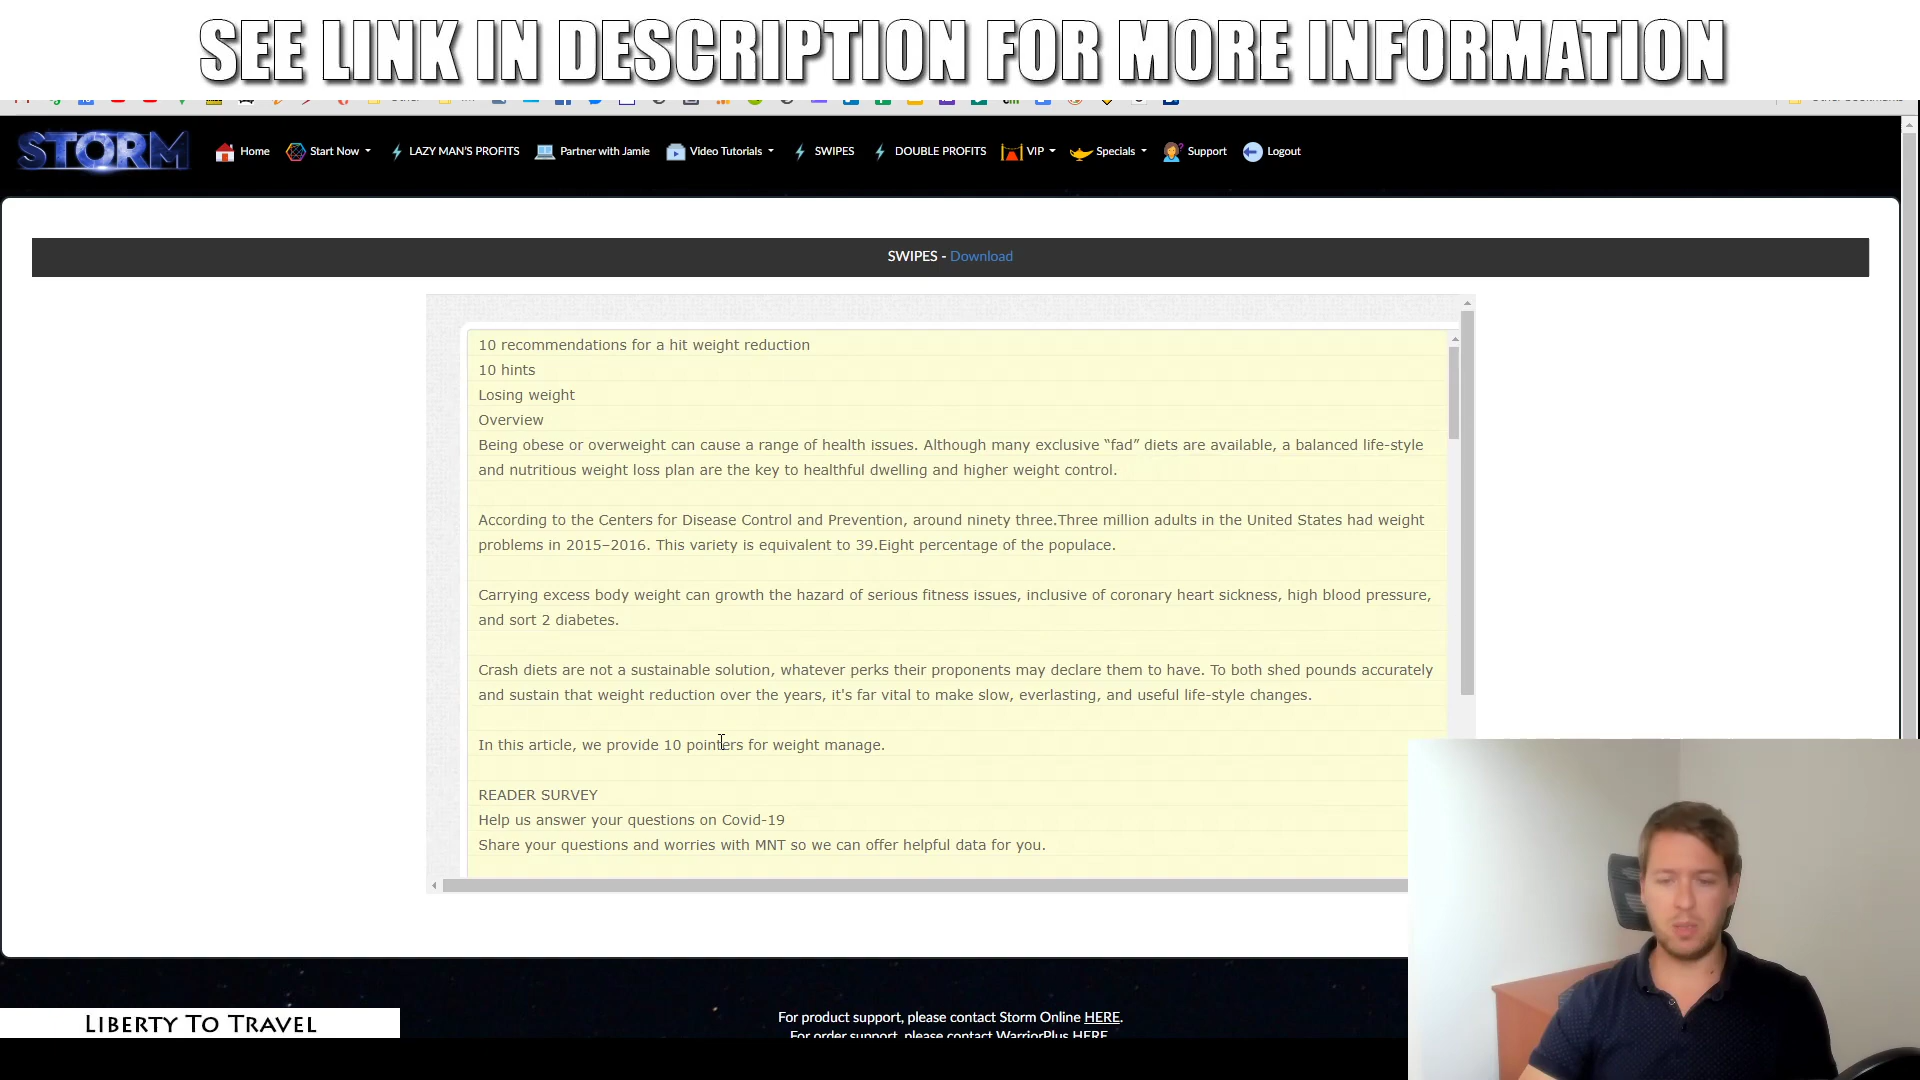 SEE LINK IN DESCRIPTION FOR MORE INFORMATION
STORM
Home
Start Now
LAZY MAN'S PROFITS
Partner with Jamie
Video Tutorials
SWIPES
DOUBLE PROFITS
VIP
Specials
Support
Logout
SWIPES - Download
10 recommendations for a hit weight reduction
10 hints
Losing weight
Overview
Being obese or overweight can cause a range of health issues. Although many exclusive “fad” diets are available, a balanced life-style
and nutritious weight loss plan are the key to healthful dwelling and higher weight control.
According to the Centers for Disease Control and Prevention, around ninety three.Three million adults in the United States had weight
problems in 2015–2016. This variety is equivalent to 39.Eight percentage of the populace.
Carrying excess body weight can growth the hazard of serious fitness issues, inclusive of coronary heart sickness, high blood pressure,
and sort 2 diabetes.
Crash diets are not a sustainable solution, whatever perks their proponents may declare them to have. To both shed pounds accurately
and sustain that weight reduction over the years, it's far vital to make slow, everlasting, and useful life-style changes.
In this article, we provide 10 pointers for weight manage.
READER SURVEY
Help us answer your questions on Covid-19
Share your questions and worries with MNT so we can offer helpful data for you.
LIBERTY TO TRAVEL
For product support, please contact Storm Online HERE.
For order support, please contact WarriorPlus HERE